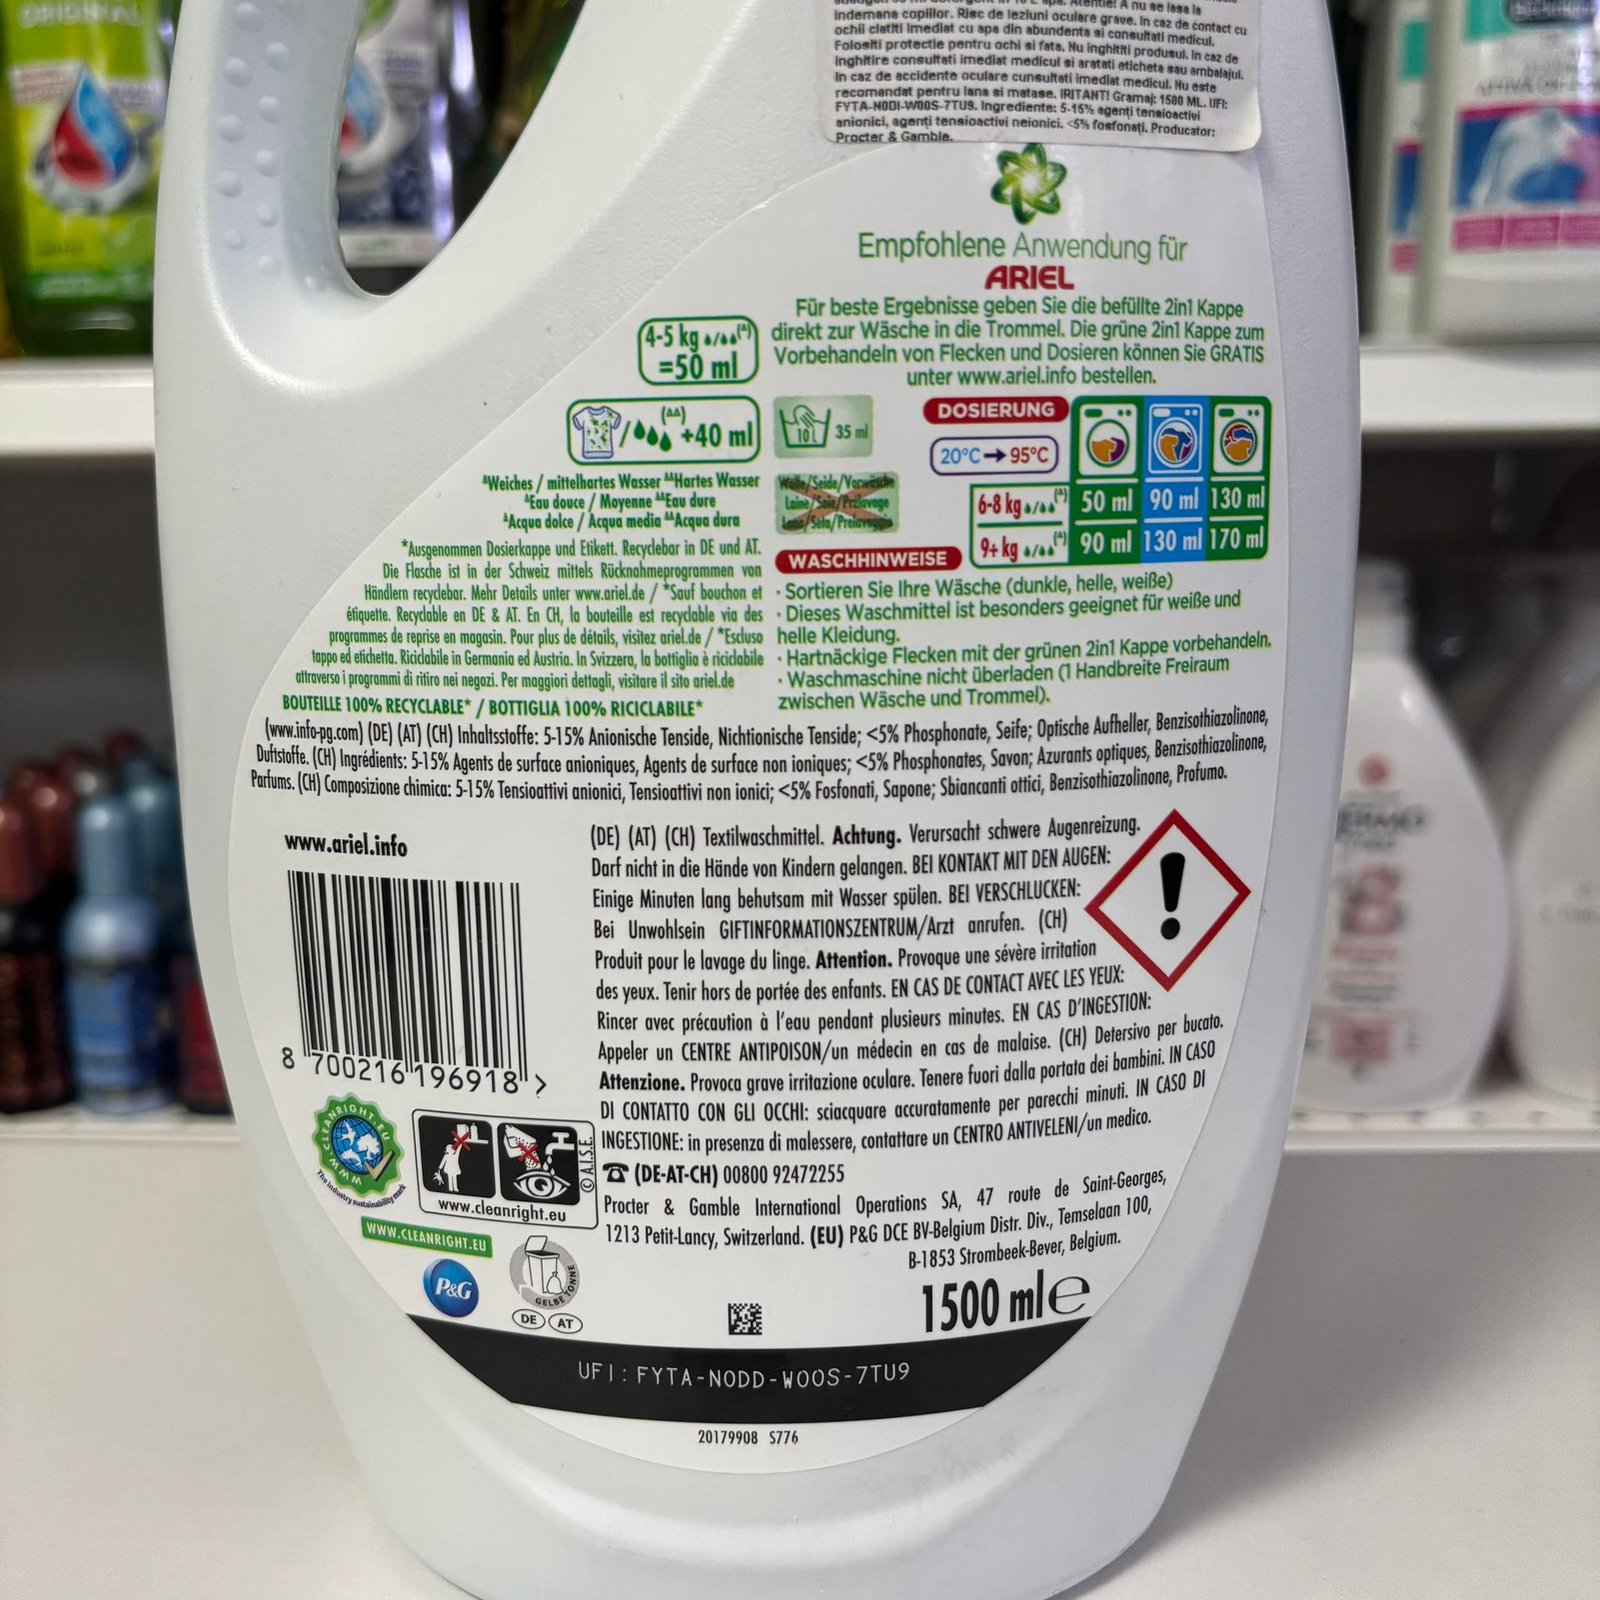 indemana copiilor. Risc de leziuni oculare grave. In caz de contact cu
ochii clatiti imediat cu apa din abundenta si consultati medicul.
Folositi protectie pentru ochi si fata. Nu inghititi produsul. In caz de
inghitire consultati imediat medicul si aratati eticheta sau ambalajul.
In caz de accidente oculare cunsultati imediat medicul. Nu este
recomandat pentru lana si matase. IRITANT! Gramaj: 1500 ML. UFI:
FYTA-N0DI-W00S-7TU9. Ingrediente: 5-15% agenți tensioactivi
anionici, agenți tensioactivi neionici. <5% fosfonați. Producator:
Procter & Gamble.
ARIEL
Empfohlene Anwendung für
ARIEL
Für beste Ergebnisse geben Sie die befüllte 2in1 Kappe
direkt zur Wäsche in die Trommel. Die grüne 2in1 Kappe zum
Vorbehandeln von Flecken und Dosieren können Sie GRATIS
unter www.ariel.info bestellen.
4-5 kg (^)
=50 ml
(^^)
+40 ml
10 L 35 ml
DOSIERUNG
20°C → 95°C
6-8 kg (^) 50 ml 90 ml 130 ml
9+ kg (^) 90 ml 130 ml 170 ml
Wolle/Seide/Vorwäsche
Laine/Soie/Prélavage
Lana/Seta/Prelavaggio
^Weiches / mittelhartes Wasser ^^Hartes Wasser
^Eau douce / Moyenne ^^Eau dure
^Acqua dolce / Acqua media ^^Acqua dura
*Ausgenommen Dosierkappe und Etikett. Recyclebar in DE und AT.
Die Flasche ist in der Schweiz mittels Rücknahmeprogrammen von
Händlern recyclebar. Mehr Details unter www.ariel.de / *Sauf bouchon et
étiquette. Recyclable en DE & AT. En CH, la bouteille est recyclable via des
programmes de reprise en magasin. Pour plus de détails, visitez ariel.de / *Escluso
tappo ed etichetta. Riciclabile in Germania ed Austria. In Svizzera, la bottiglia è riciclabile
attraverso i programmi di ritiro nei negozi. Per maggiori dettagli, visitare il sito ariel.de
BOUTEILLE 100% RECYCLABLE* / BOTTIGLIA 100% RICICLABILE*
WASCHHINWEISE
· Sortieren Sie Ihre Wäsche (dunkle, helle, weiße)
· Dieses Waschmittel ist besonders geeignet für weiße und
helle Kleidung.
· Hartnäckige Flecken mit der grünen 2in1 Kappe vorbehandeln.
· Waschmaschine nicht überladen (1 Handbreite Freiraum
zwischen Wäsche und Trommel).
(www.info-pg.com) (DE) (AT) (CH) Inhaltsstoffe: 5-15% Anionische Tenside, Nichtionische Tenside; <5% Phosphonate, Seife; Optische Aufheller, Benzisothiazolinone,
Duftstoffe. (CH) Ingrédients: 5-15% Agents de surface anioniques, Agents de surface non ioniques; <5% Phosphonates, Savon; Azurants optiques, Benzisothiazolinone,
Parfums. (CH) Composizione chimica: 5-15% Tensioattivi anionici, Tensioattivi non ionici; <5% Fosfonati, Sapone; Sbiancanti ottici, Benzisothiazolinone, Profumo.
www.ariel.info
8 700216 196918 >
(DE) (AT) (CH) Textilwaschmittel. Achtung. Verursacht schwere Augenreizung.
Darf nicht in die Hände von Kindern gelangen. BEI KONTAKT MIT DEN AUGEN:
Einige Minuten lang behutsam mit Wasser spülen. BEI VERSCHLUCKEN:
Bei Unwohlsein GIFTINFORMATIONSZENTRUM/Arzt anrufen. (CH)
Produit pour le lavage du linge. Attention. Provoque une sévère irritation
des yeux. Tenir hors de portée des enfants. EN CAS DE CONTACT AVEC LES YEUX:
Rincer avec précaution à l'eau pendant plusieurs minutes. EN CAS D'INGESTION:
Appeler un CENTRE ANTIPOISON/un médecin en cas de malaise. (CH) Detersivo per bucato.
Attenzione. Provoca grave irritazione oculare. Tenere fuori dalla portata dei bambini. IN CASO
DI CONTATTO CON GLI OCCHI: sciacquare accuratamente per parecchi minuti. IN CASO DI
INGESTIONE: in presenza di malessere, contattare un CENTRO ANTIVELENI/un medico.
☎ (DE-AT-CH) 00800 92472255
Procter & Gamble International Operations SA, 47 route de Saint-Georges,
1213 Petit-Lancy, Switzerland. (EU) P&G DCE BV-Belgium Distr. Div., Temselaan 100,
B-1853 Strombeek-Bever, Belgium.
1500 ml ℮
WWW.CLEANRIGHT.EU
The industry sustainability mark
www.cleanright.eu
© A.I.S.E.
WWW.CLEANRIGHT.EU
P&G
GELBE TONNE
DE AT
UFI: FYTA-N0DD-W00S-7TU9
20179908 S776
ORIGINAL